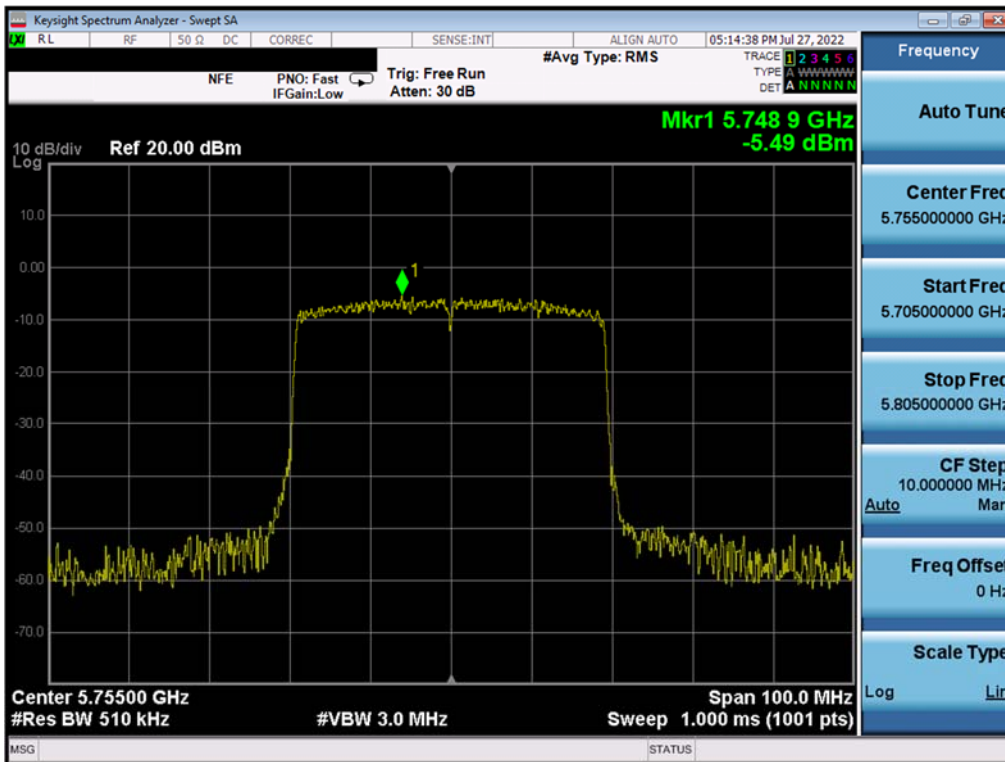 Keysight Spectrum Analyzer - Swept SA
LXI RL RF 50 Ω DC CORREC SENSE:INT ALIGN AUTO 05:14:38 PM Jul 27, 2022
NFE PNO: Fast IFGain:Low Trig: Free Run Atten: 30 dB #Avg Type: RMS
TRACE 1 2 3 4 5 6
TYPE A WWWWW
DET A N N N N N
Mkr1 5.748 9 GHz
-5.49 dBm
10 dB/div Ref 20.00 dBm
Log
1
10.0
0.00
-10.0
-20.0
-30.0
-40.0
-50.0
-60.0
-70.0
Center 5.75500 GHz Span 100.0 MHz
#Res BW 510 kHz #VBW 3.0 MHz Sweep 1.000 ms (1001 pts)
MSG STATUS
Frequency
Auto Tune
Center Freq
5.755000000 GHz
Start Freq
5.705000000 GHz
Stop Freq
5.805000000 GHz
CF Step
10.000000 MHz
Auto Man
Freq Offset
0 Hz
Scale Type
Log Lin